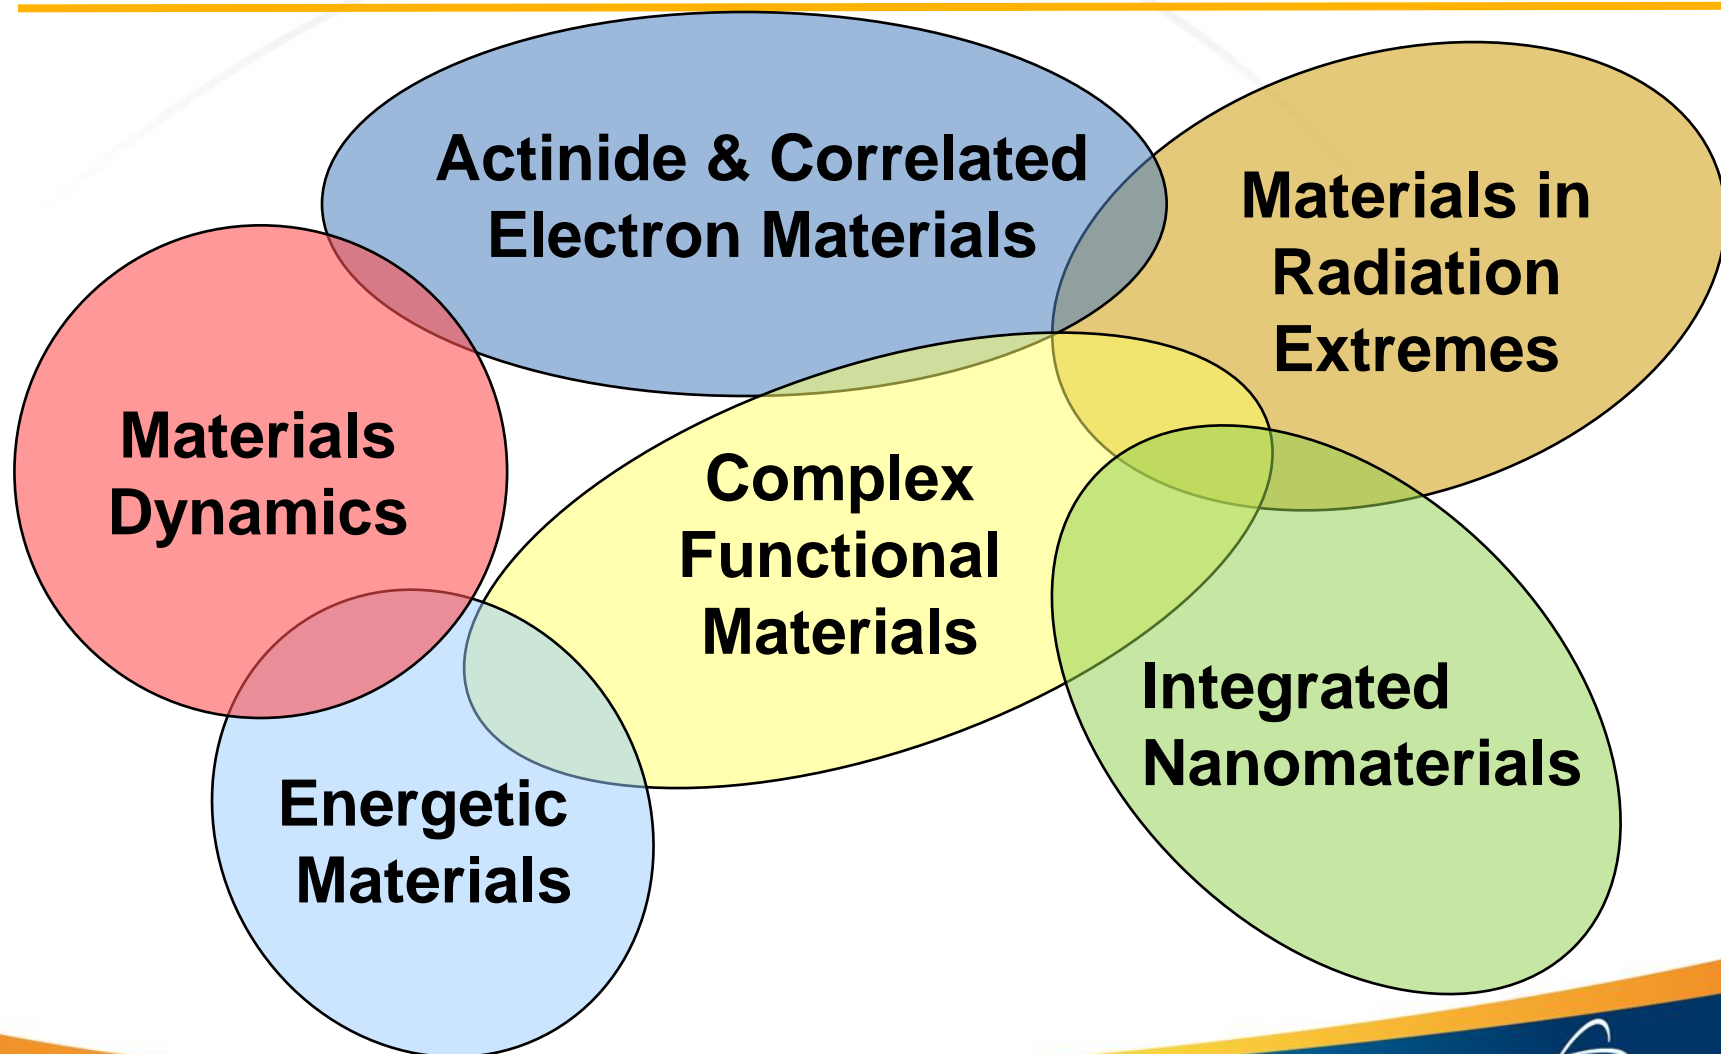 Actinide & Correlated
Electron Materials
Materials in
Radiation
Extremes
Materials
Dynamics
Complex
Functional
Materials
Integrated
Nanomaterials
Energetic
Materials